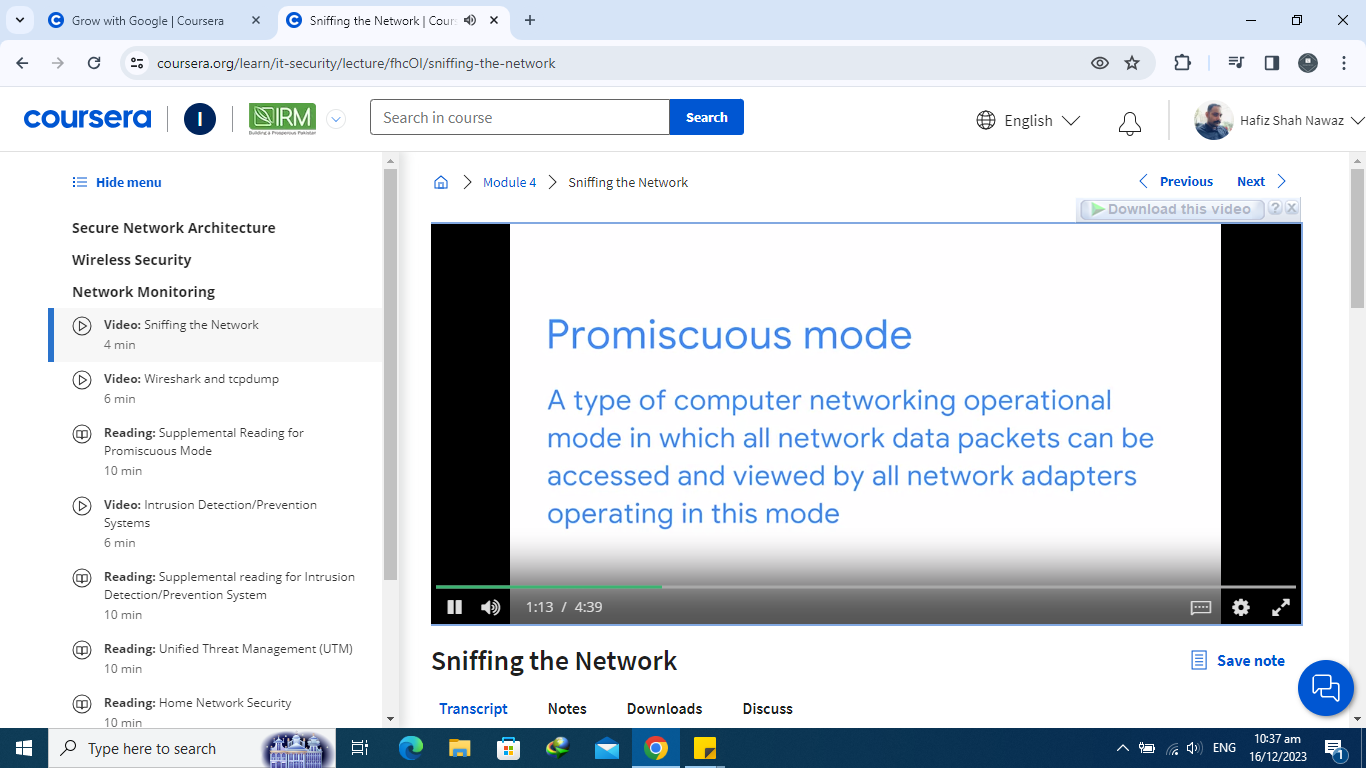 Grow with Google | Coursera
Sniffing the Network | Cours
coursera.org/learn/it-security/lecture/fhcOI/sniffing-the-network
coursera
I
IRM
Building a Prosperous Pakistan
Search in course
Search
English
Hafiz Shah Nawaz
Hide menu
Module 4
Sniffing the Network
Previous
Next
Download this video
?
Secure Network Architecture
Wireless Security
Network Monitoring
Video: Sniffing the Network
4 min
Video: Wireshark and tcpdump
6 min
Reading: Supplemental Reading for
Promiscuous Mode
10 min
Video: Intrusion Detection/Prevention
Systems
6 min
Reading: Supplemental reading for Intrusion
Detection/Prevention System
10 min
Reading: Unified Threat Management (UTM)
10 min
Reading: Home Network Security
10 min
Promiscuous mode
A type of computer networking operational
mode in which all network data packets can be
accessed and viewed by all network adapters
operating in this mode
1:13 / 4:39
Sniffing the Network
Save note
Transcript
Notes
Downloads
Discuss
Type here to search
ENG
10:37 am
16/12/2023
1